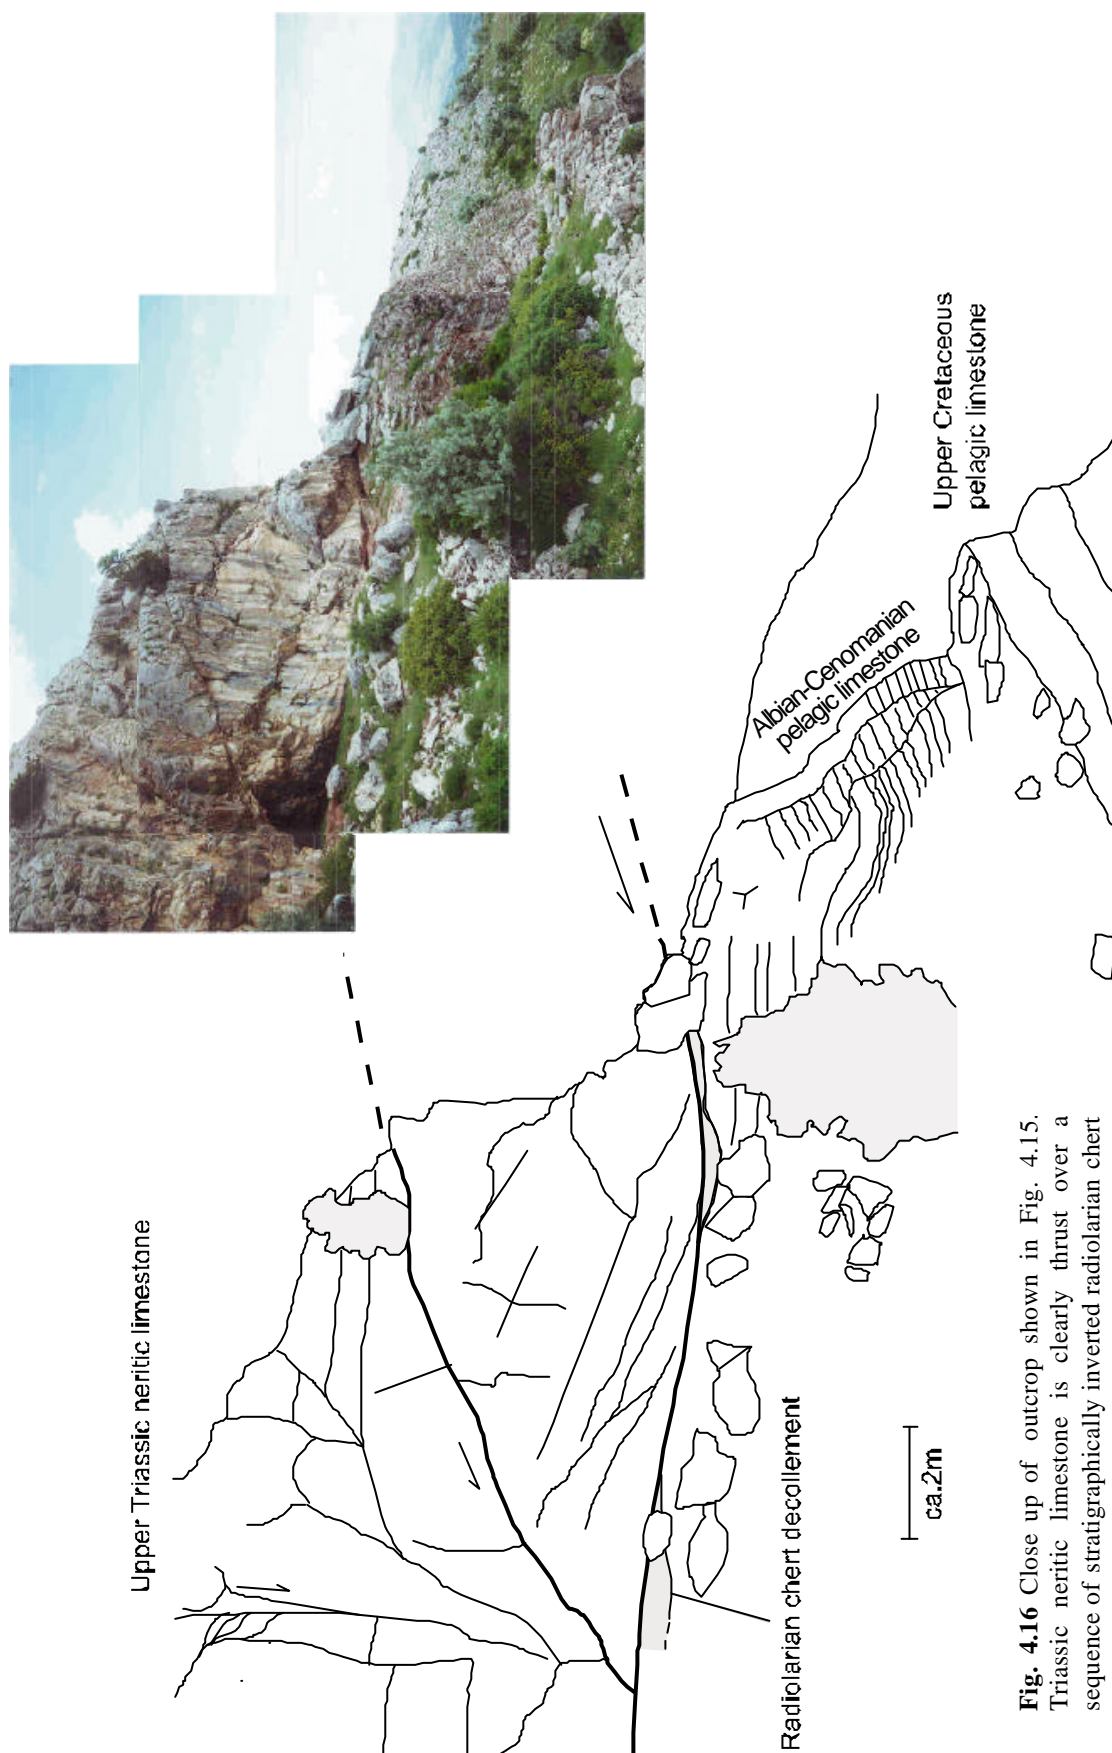 Upper Triassic neritic limestone
Upper Cretaceous
pelagic limestone
Albian-Cenomanian
pelagic limestone
Radiolarian chert decollement
ca.2m
Fig. 4.16 Close up of outcrop shown in Fig. 4.15.
Triassic neritic limestone is clearly thrust over a
sequence of stratigraphically inverted radiolarian chert